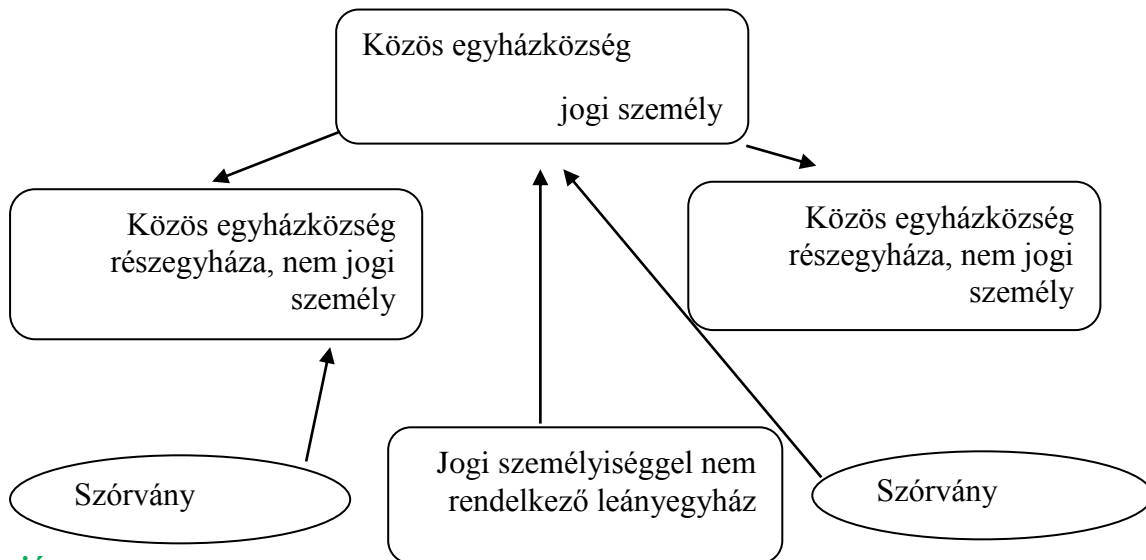 Közös egyházközség
jogi személy
Közös egyházközség
részegyháza, nem jogi
személy
Közös egyházközség
részegyháza, nem jogi
személy
Szórvány
Jogi személyiséggel nem
rendelkező leányegyház
Szórvány